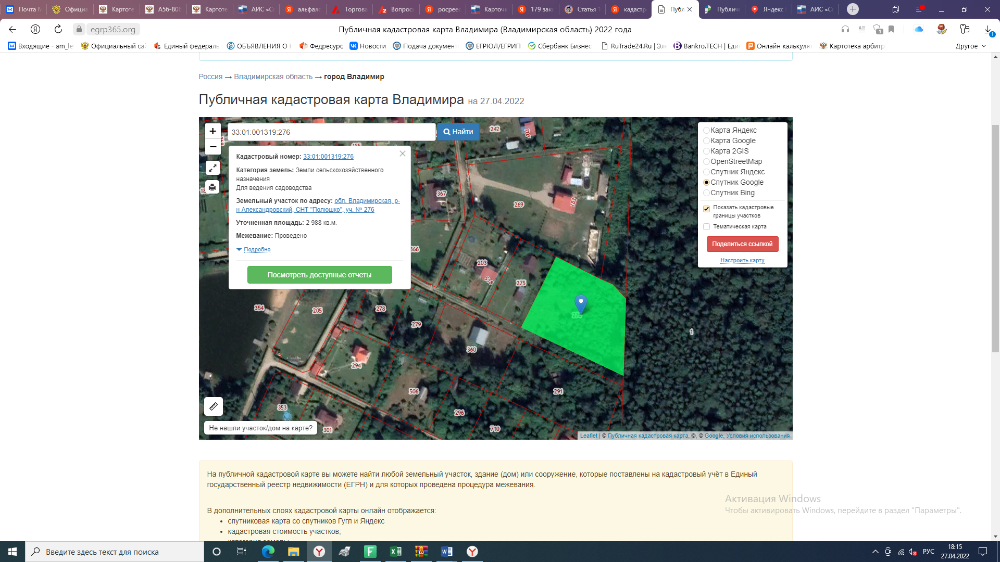 Почта М
Официа
Картоте
А56-806
Картоте
АИС «С
альфал
Торгова
Вопрос
росреес
Карточк
179 зак
Статья 1
кадастр
Публ
Публич
Яндекс
АИС «С
egrp365.org
Публичная кадастровая карта Владимира (Владимирская область) 2022 года
Входящие - am_le
Официальный сай
Единый федераль
ОБЪЯВЛЕНИЯ О Н
Федресурс
Новости
Подача документ
ЕГРЮЛ/ЕГРИП
Сбербанк Бизнес
RuTrade24.Ru | Эле
Bankro.TECH | Еди
Онлайн калькулят
Картотека арбитр
Другое
Россия → Владимирская область → город Владимир
Публичная кадастровая карта Владимира на 27.04.2022
33:01:001319:276
Найти
Кадастровый номер: 33:01:001319:276
Категория земель: Земли сельскохозяйственного
назначения
Для ведения садоводства
Земельный участок по адресу: обл. Владимирская, р-
н Александровский, СНТ "Полюшко", уч. № 276
Уточненная площадь: 2 988 кв.м.
Межевание: Проведено
Подробно
Посмотреть доступные отчеты
Карта Яндекс
Карта Google
Карта 2GIS
OpenStreetMap
Спутник Яндекс
Спутник Google
Спутник Bing
Показать кадастровые
границы участков
Тематическая карта
Поделиться ссылкой
Настроить карту
242
707
367
269
183
366
203
518
275
276
354
205
278
279
360
1
294
506
291
353
296
301
710
Не нашли участок/дом на карте?
Leaflet | © Публичная кадастровая карта, ©, © Google, Условия использования
На публичной кадастровой карте вы можете найти любой земельный участок, здание (дом) или сооружение, которые поставлены на кадастровый учёт в Единый
государственный реестр недвижимости (ЕГРН) и для которых проведена процедура межевания.
В дополнительных слоях кадастровой карты онлайн отображается:
• спутниковая карта со спутников Гугл и Яндекс
• кадастровая стоимость участков;
Активация Windows
Чтобы активировать Windows, перейдите в раздел "Параметры".
Введите здесь текст для поиска
РУС
18:15
27.04.2022